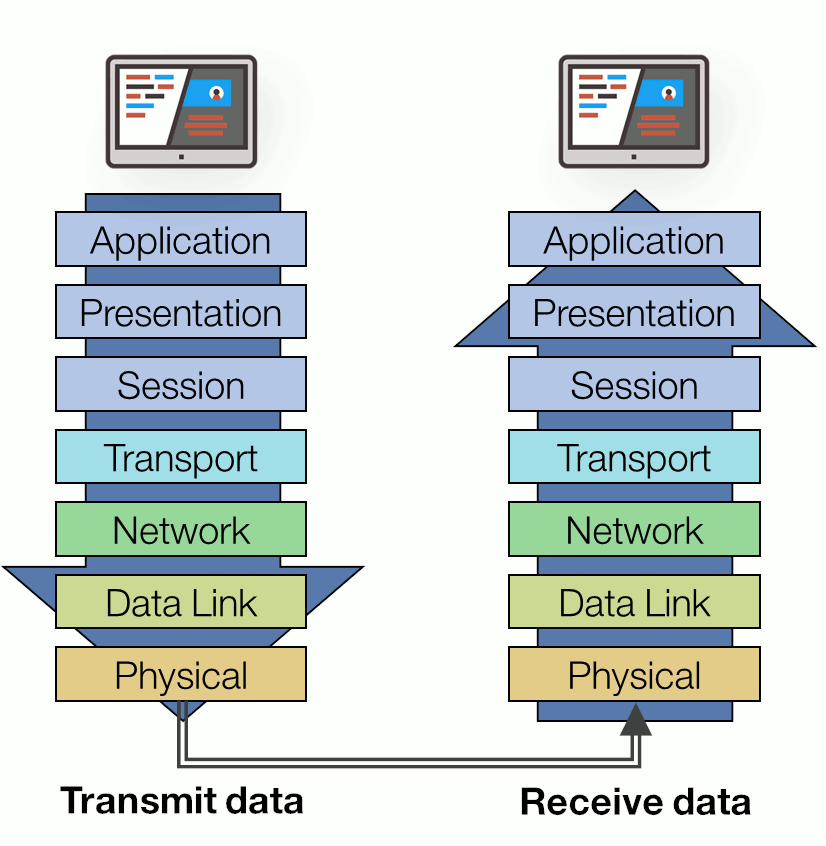 Application
Presentation
Session
Transport
Network
Data Link
Physical
Transmit data
Application
Presentation
Session
Transport
Network
Data Link
Physical
Receive data